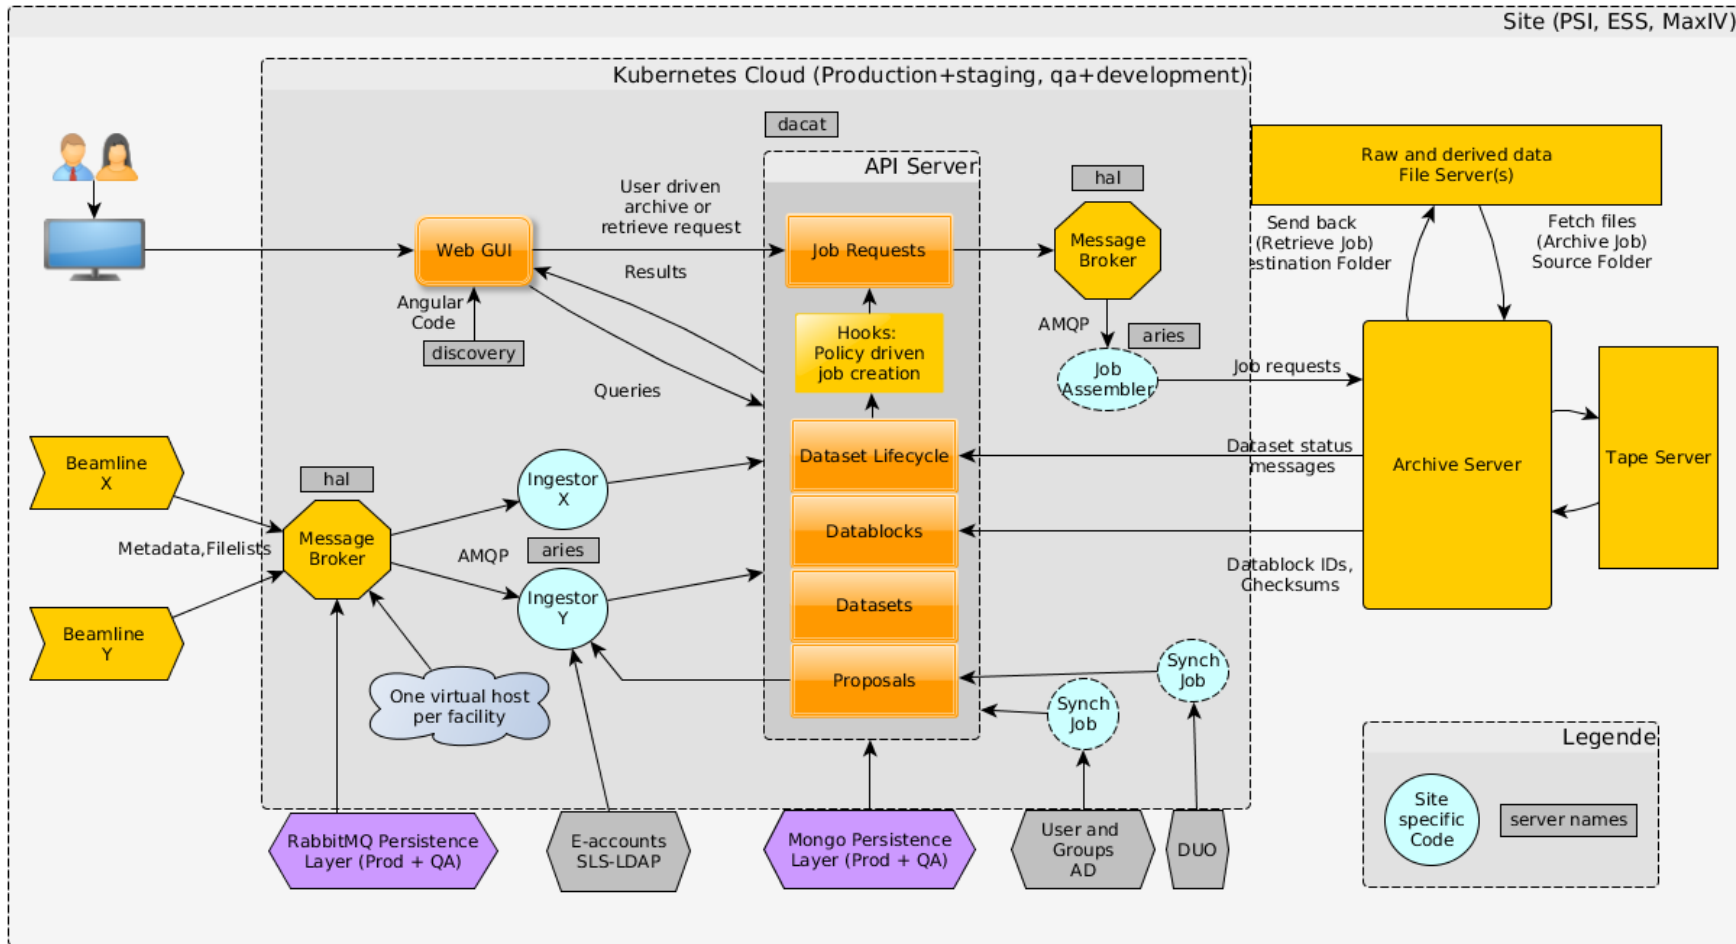 Site (PSI, ESS, MaxIV)
Kubernetes Cloud (Production+staging, qa+development)
dacat
API Server
hal
Raw and derived data
File Server(s)
User driven
archive or
retrieve request
Web GUI
Job Requests
Message
Broker
Send back
(Retrieve Job)
estination Folder
Fetch files
(Archive Job)
Source Folder
Results
Angular
Code
discovery
Hooks:
Policy driven
job creation
AMQP
aries
Job
Assembler
Job requests
Queries
Beamline
X
hal
Ingestor
X
Dataset Lifecycle
Dataset status
messages
Archive Server
Tape Server
Metadata,Filelists
Message
Broker
AMQP
aries
Datablocks
Datablock IDs,
Checksums
Ingestor
Y
Datasets
Beamline
Y
One virtual host
per facility
Proposals
Synch
Job
Synch
Job
Legende
Site
specific
Code
server names
RabbitMQ Persistence
Layer (Prod + QA)
E-accounts
SLS-LDAP
Mongo Persistence
Layer (Prod + QA)
User and
Groups
AD
DUO